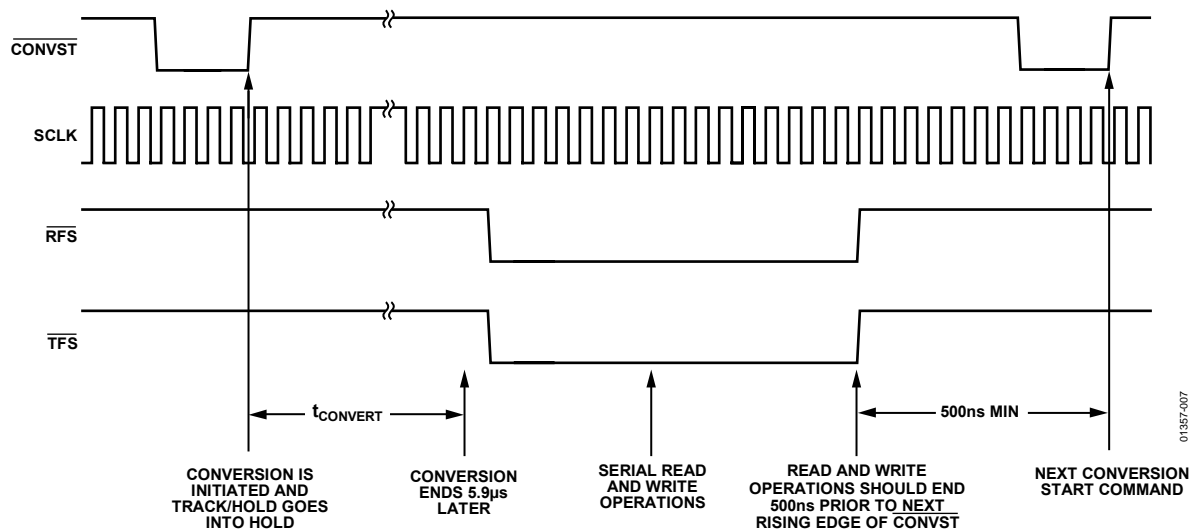 CONVST
SCLK
RFS
TFS
tCONVERT
500ns MIN
CONVERSION IS
INITIATED AND
TRACK/HOLD GOES
INTO HOLD
CONVERSION
ENDS 5.9µs
LATER
SERIAL READ
AND WRITE
OPERATIONS
READ AND WRITE
OPERATIONS SHOULD END
500ns PRIOR TO NEXT
RISING EDGE OF CONVST
NEXT CONVERSION
START COMMAND
01357-007